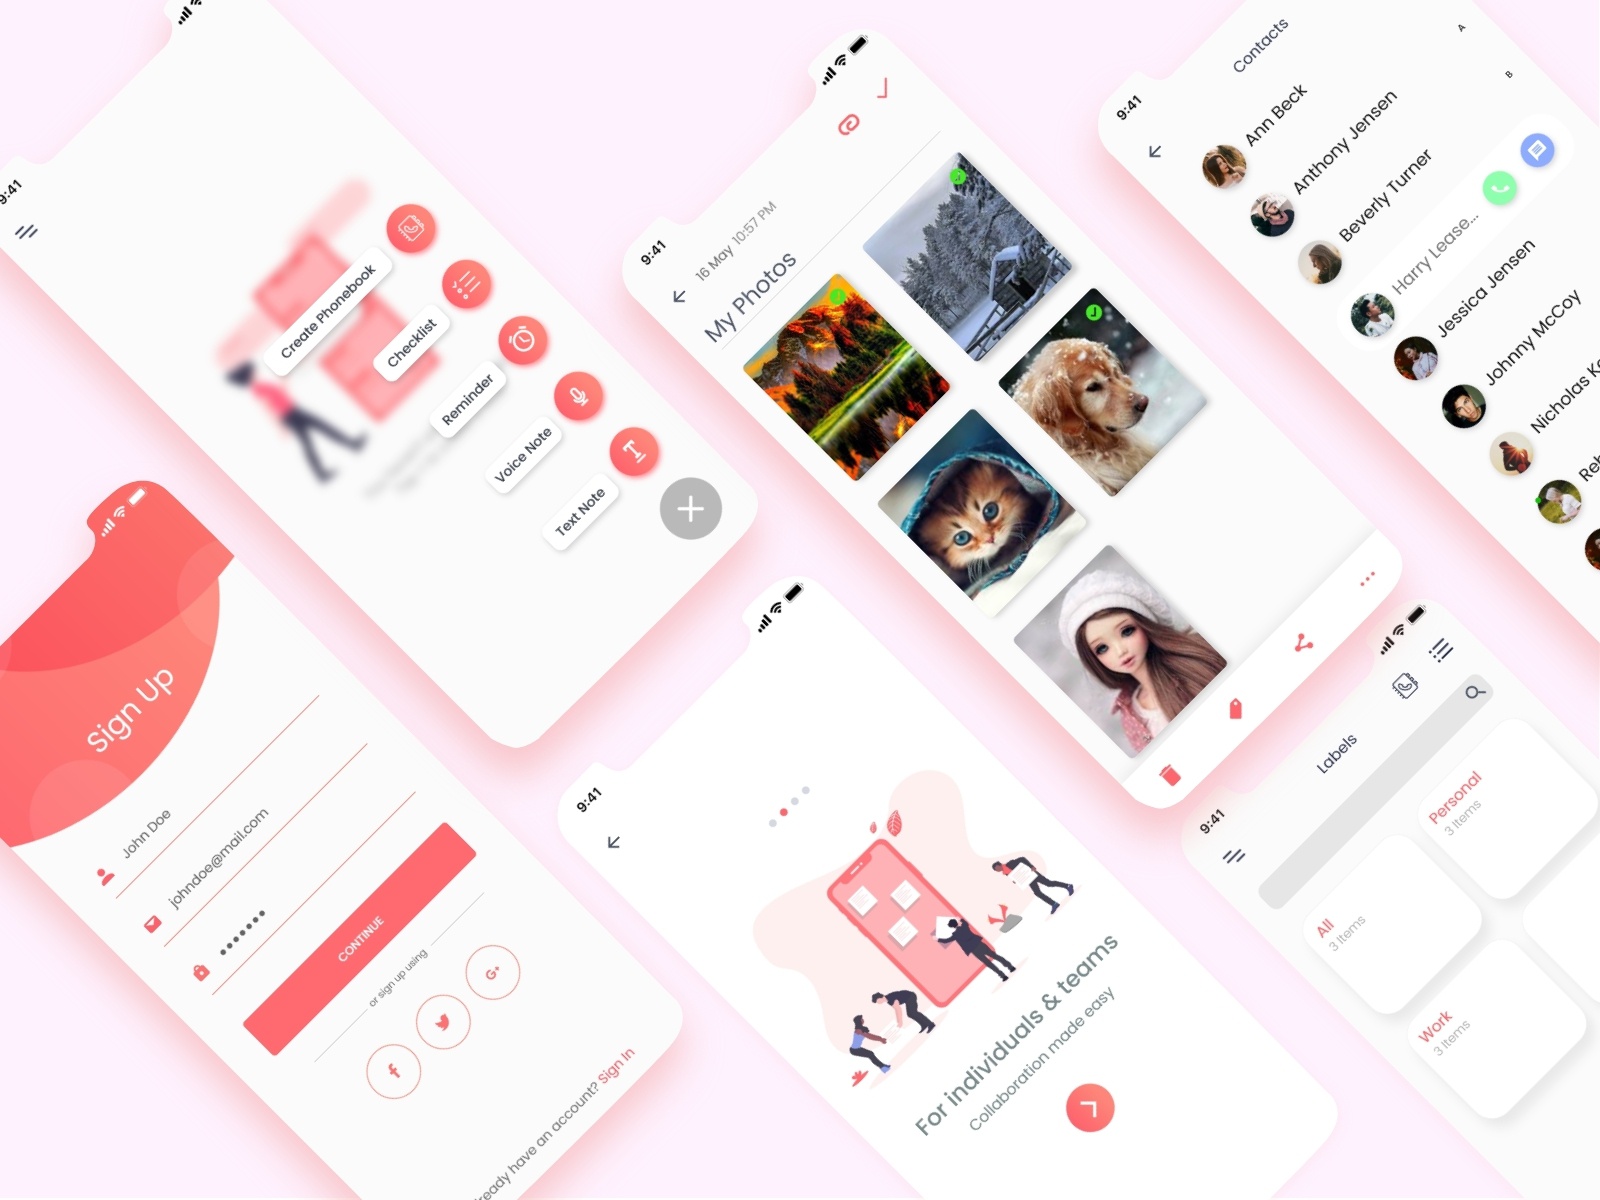 9:41
Create Phonebook
Checklist
Reminder
Voice Note
Text Note
Sign Up
John Doe
johndoe@mail.com
CONTINUE
or sign up using
G+
have an account? Sign In
9:41
16 May 10:57 PM
My Photos
9:41
For individuals & teams
Collaboration made easy
9:41
Contacts
A
B
Ann Beck
Anthony Jensen
Beverly Turner
Harry Lease...
Jessica Jensen
Johnny McCoy
Nicholas
9:41
Labels
All
3 Items
Personal
3 Items
Work
3 Items